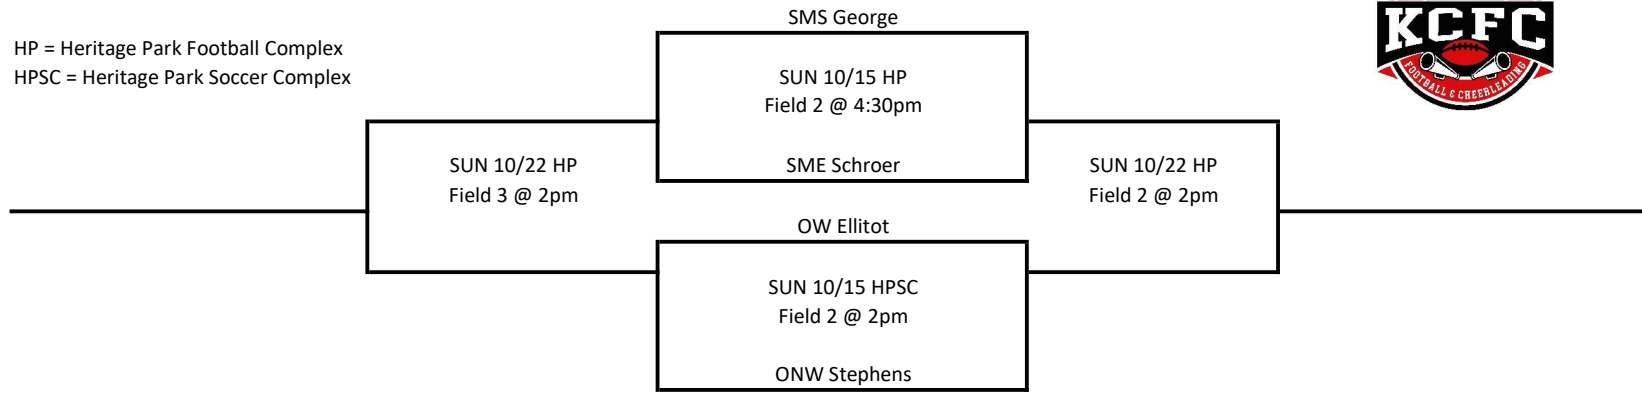 SMS George
KCFC
FOOTBALL & CHEERLEADING
HP = Heritage Park Football Complex
HPSC = Heritage Park Soccer Complex
SUN 10/15 HP
Field 2 @ 4:30pm
SUN 10/22 HP
Field 3 @ 2pm
SME Schroer
SUN 10/22 HP
Field 2 @ 2pm
OW Ellitot
SUN 10/15 HPSC
Field 2 @ 2pm
ONW Stephens